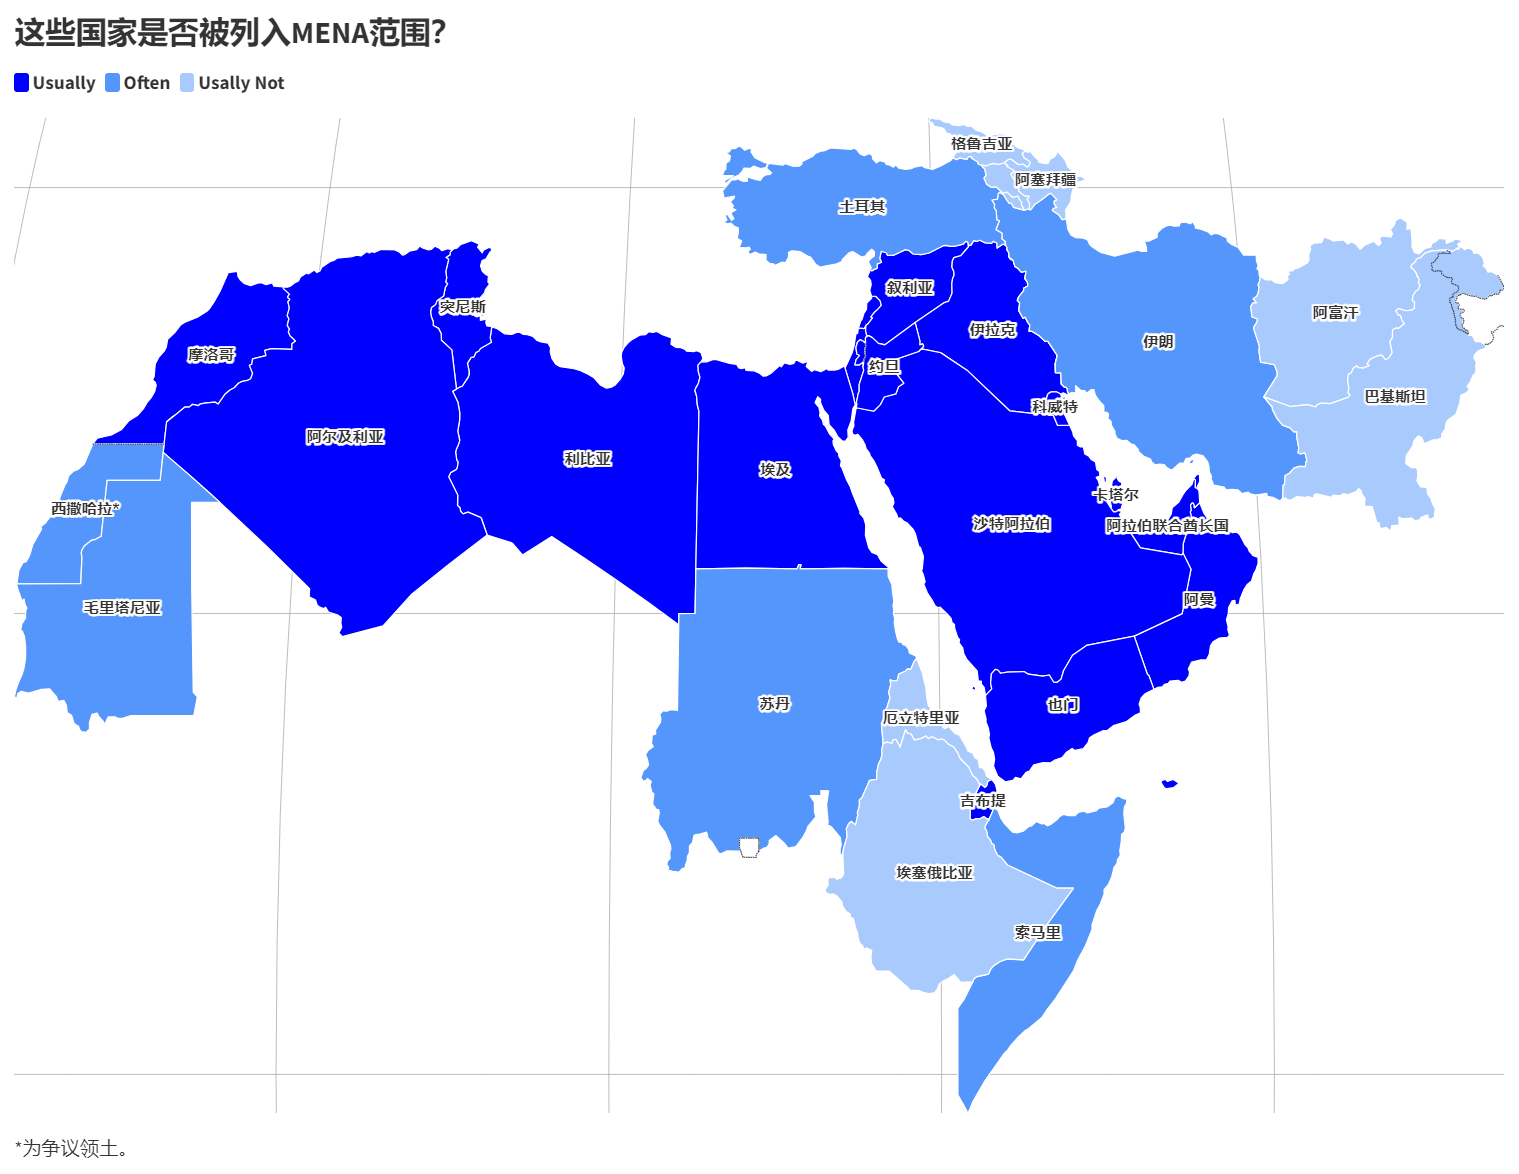 这些国家是否被列入MENA范围？
Usually Often Usally Not
格鲁吉亚
阿塞拜疆
土耳其
叙利亚
突尼斯
伊拉克
阿富汗
伊朗
摩洛哥
约旦
巴基斯坦
科威特
阿尔及利亚
利比亚
埃及
卡塔尔
西撒哈拉*
沙特阿拉伯
阿拉伯联合酋长国
阿曼
毛里塔尼亚
苏丹
也门
厄立特里亚
吉布提
埃塞俄比亚
索马里
*为争议领土。